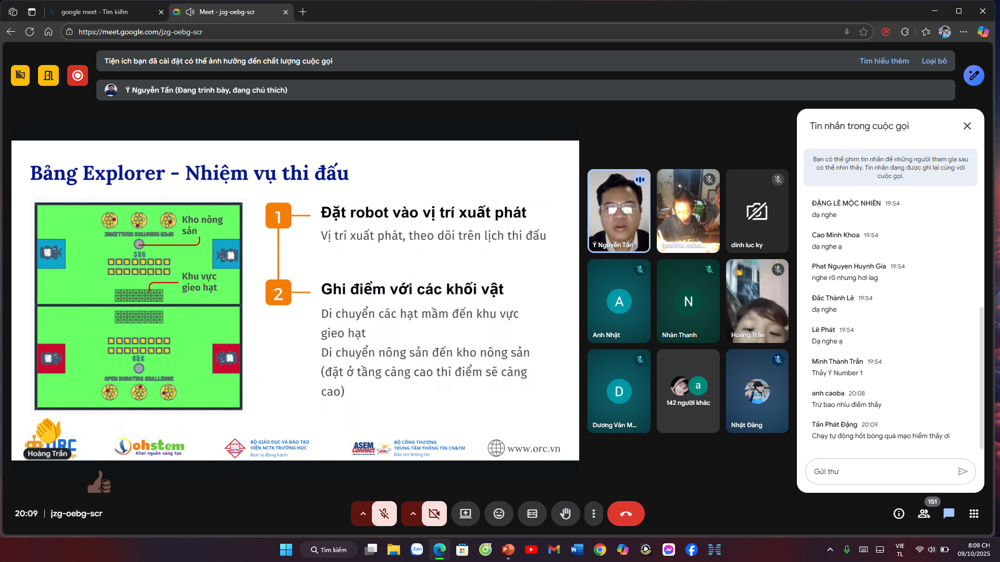 google meet - Tìm kiếm
Meet - jzg-oebg-scr
https://meet.google.com/jzg-oebg-scr
Tiện ích bạn đã cài đặt có thể ảnh hưởng đến chất lượng cuộc gọi
Tìm hiểu thêm
Loại bỏ
Ý Nguyễn Tấn (Đang trình bày, đang chú thích)
Bảng Explorer - Nhiệm vụ thi đấu
Kho nông
sản
OPEN ROBOTICS CHALLENGE
ORC
Khu vực
gieo hạt
ORC
OPEN ROBOTICS CHALLENGE
1
Đặt robot vào vị trí xuất phát
Vị trí xuất phát, theo dõi trên lịch thi đấu
2
Ghi điểm với các khối vật
Di chuyển các hạt mầm đến khu vực
gieo hạt
Di chuyển nông sản đến kho nông sản
(đặt ở tầng càng cao thì điểm sẽ càng
cao)
Hoàng Trần
ohstem
Khơi nguồn sáng tạo
NCTK
BỘ GIÁO DỤC VÀ ĐÀO TẠO
VIỆN NCTK TRƯỜNG HỌC
Đơn vị đồng hành
ASEM
Connect
BỘ CÔNG THƯƠNG
TRUNG TÂM THÔNG TIN CN&TM
Bảo trợ thông tin
www.orc.vn
Ý Nguyễn Tấn
dinh luc ky
A
Anh Nhật
N
Nhàn Thanh
Hoàng Trần
D
Dương Văn M...
a
142 người khác
Nhật Đăng
Tin nhắn trong cuộc gọi
Bạn có thể ghim tin nhắn để những người tham gia sau
có thể nhìn thấy. Tin nhắn đang được ghi lại cùng với
cuộc gọi.
ĐẶNG LÊ MỘC NHIÊN 19:54
dạ nghe
Cao Minh Khoa 19:54
dạ nghe ạ
Phat Nguyen Huynh Gia 19:54
nghe rõ nhưng hơi lag
Đắc Thành Lê 19:54
dạ nghe
Lê Phát 19:54
Dạ nghe ạ
Minh Thành Trần 19:54
Thầy Ý Number 1
anh caoba 20:08
Trừ bao nhiu điểm thầy
Tấn Phát Đặng 20:09
Chạy tự động hốt bóng quá mạo hiểm thầy ơi
Gửi thư
20:09
jzg-oebg-scr
151
Tìm kiếm
Zalo
VIE
TL
8:09 CH
09/10/2025